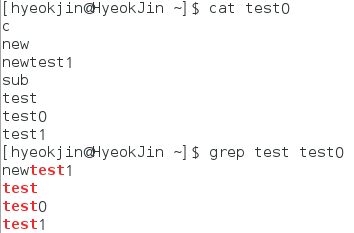 [hyeokjin@HyeokJin ~]$ cat test0
c
new
newtest1
sub
test
test0
test1
[hyeokjin@HyeokJin ~]$ grep test test0
newtest1
test
test0
test1